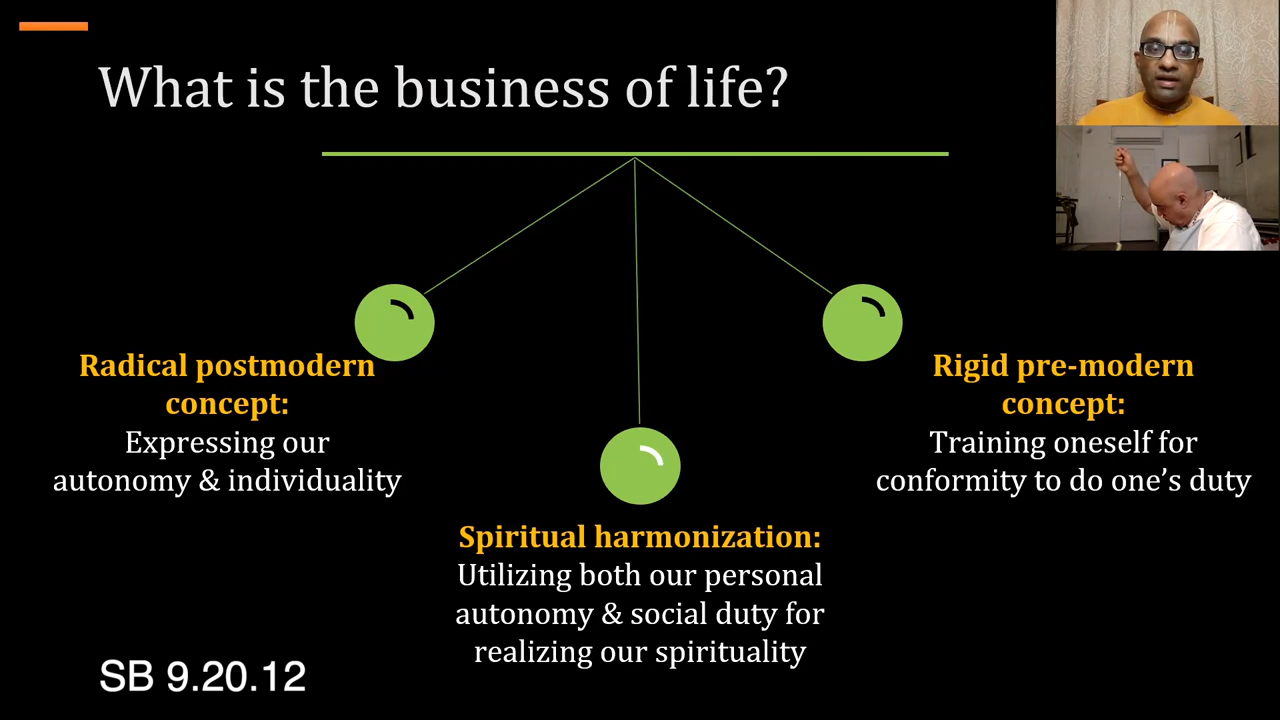 What is the business of life?
Radical postmodern
concept:
Expressing our
autonomy & individuality
Spiritual harmonization:
Utilizing both our personal
autonomy & social duty for
realizing our spirituality
Rigid pre-modern
concept:
Training oneself for
conformity to do one’s duty
SB 9.20.12